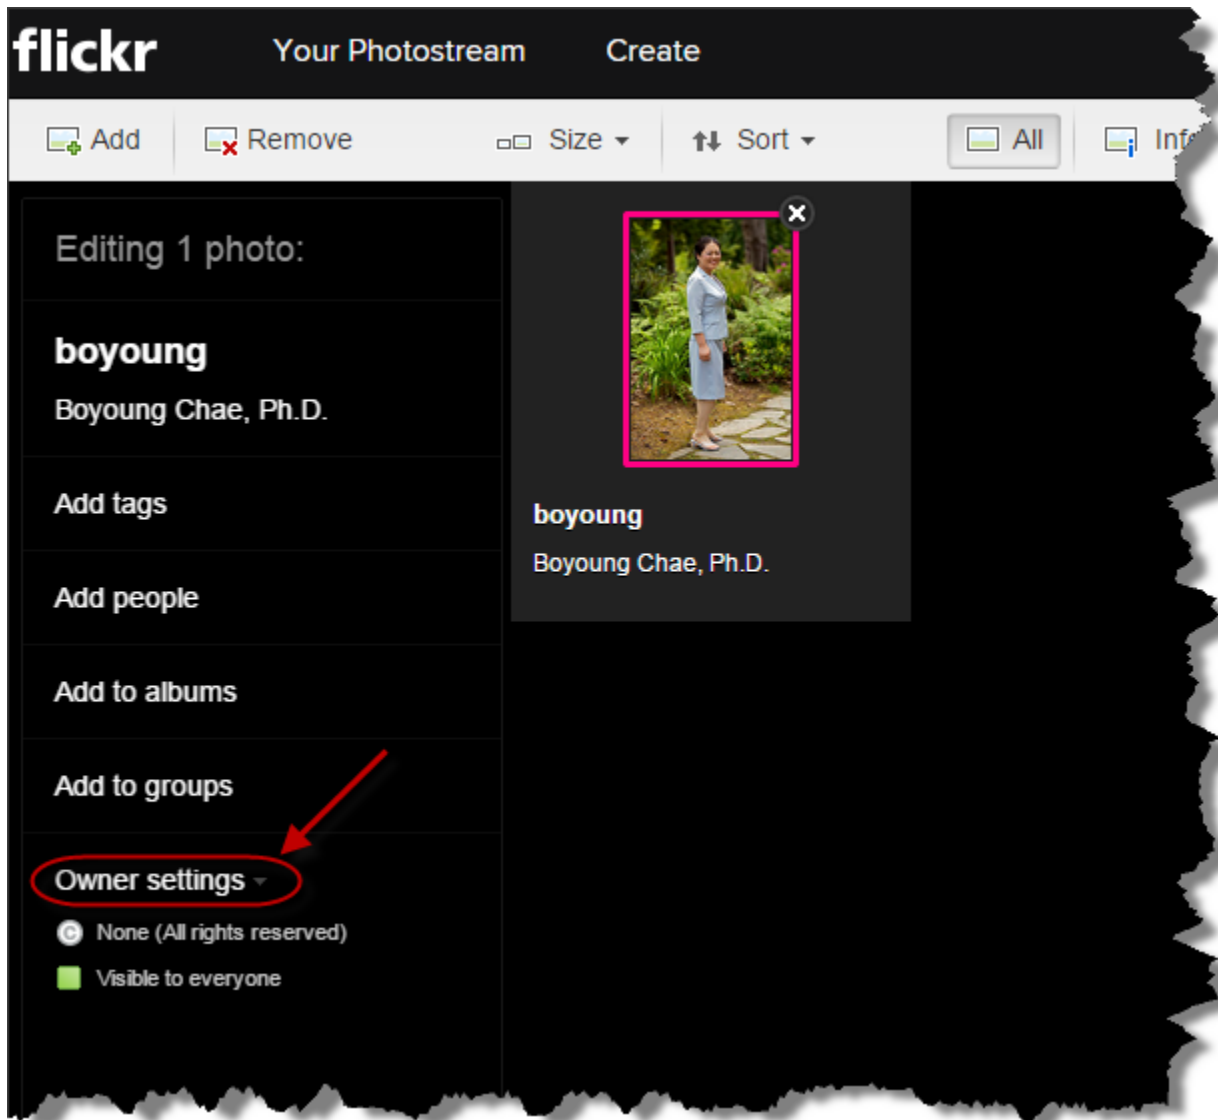 flickr Your Photostream Create
Add Remove Size Sort All
Editing 1 photo:
boyoung
Boyoung Chae, Ph.D.
Add tags
boyoung
Boyoung Chae, Ph.D.
Add people
Add to albums
Add to groups
Owner settings
None (All rights reserved)
Visible to everyone